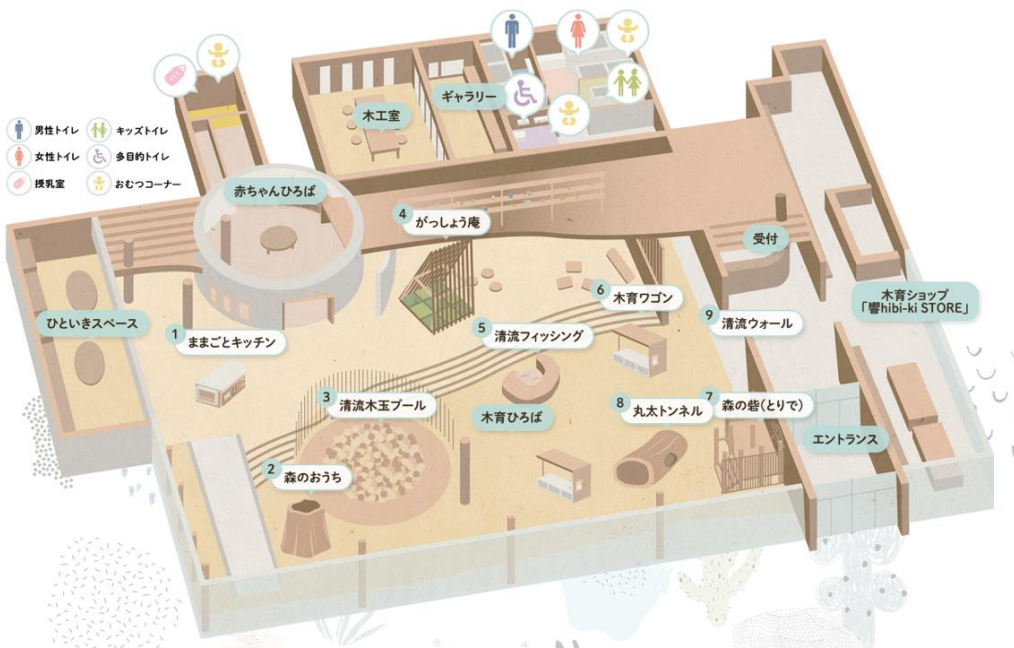 男性トイレ
キッズトイレ
女性トイレ
多目的トイレ
授乳室
おむつコーナー
木工室
ギャラリー
赤ちゃんひろば
4 がっしょう庵
受付
木育ショップ
「響hibi-ki STORE」
ひといきスペース
1 ままごとキッチン
6 木育ワゴン
5 清流フィッシング
9 清流ウォール
3 清流木玉プール
木育ひろば
8 丸太トンネル
7 森の砦(とりで)
エントランス
2 森のおうち